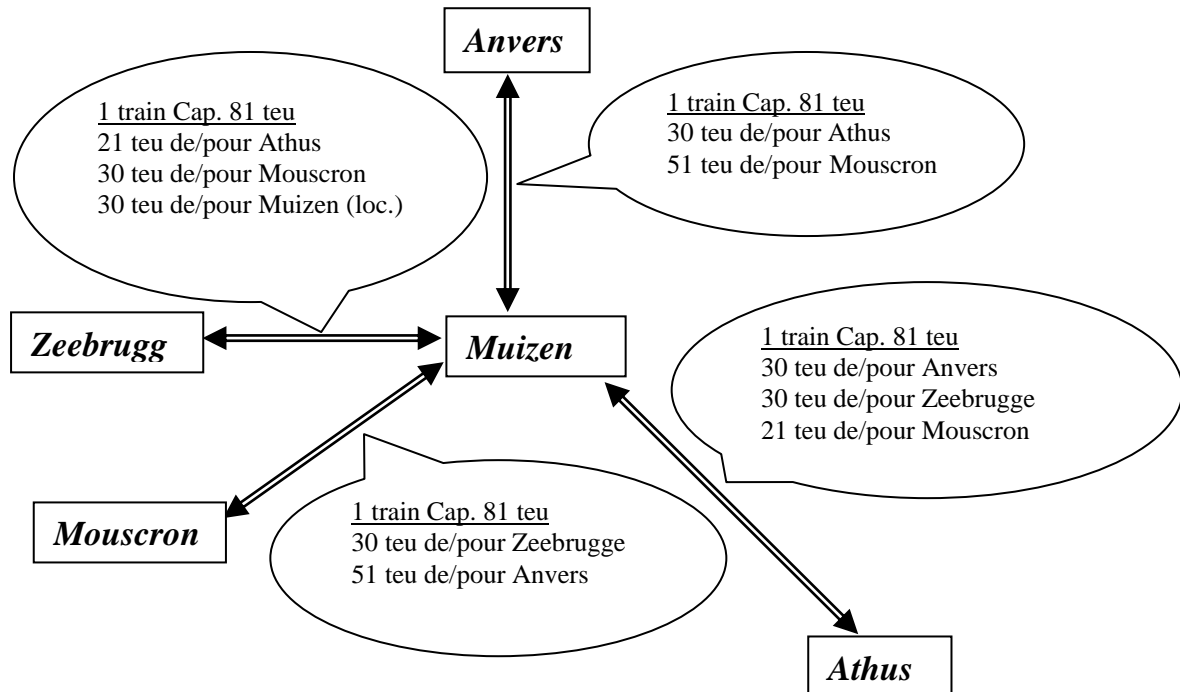 Anvers
1 train Cap. 81 teu
21 teu de/pour Athus
30 teu de/pour Mouscron
30 teu de/pour Muizen (loc.)
1 train Cap. 81 teu
30 teu de/pour Athus
51 teu de/pour Mouscron
Zeebrugg
Muizen
1 train Cap. 81 teu
30 teu de/pour Anvers
30 teu de/pour Zeebrugge
21 teu de/pour Mouscron
Mouscron
1 train Cap. 81 teu
30 teu de/pour Zeebrugge
51 teu de/pour Anvers
Athus